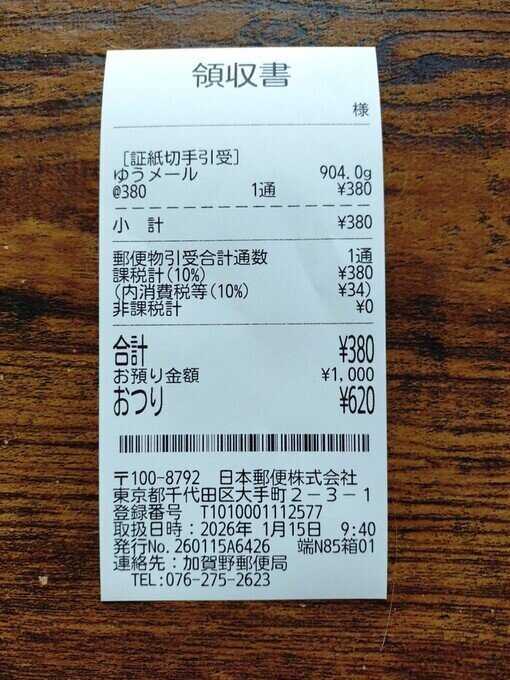 領収書
様
[証紙切手引受]
ゆうメール 904.0g
@380 1通 ¥380
小 計 ¥380
郵便物引受合計通数 1通
課税計(10%) ¥380
(内消費税等(10%) ¥34)
非課税計 ¥0
合計 ¥380
お預り金額 ¥1,000
おつり ¥620
〒100-8792 日本郵便株式会社
東京都千代田区大手町２－３－１
登録番号 T1010001112577
取扱日時：2026年 1月15日 9:40
発行No.260115A6426 端N85箱01
連絡先：加賀野郵便局
TEL:076-275-2623